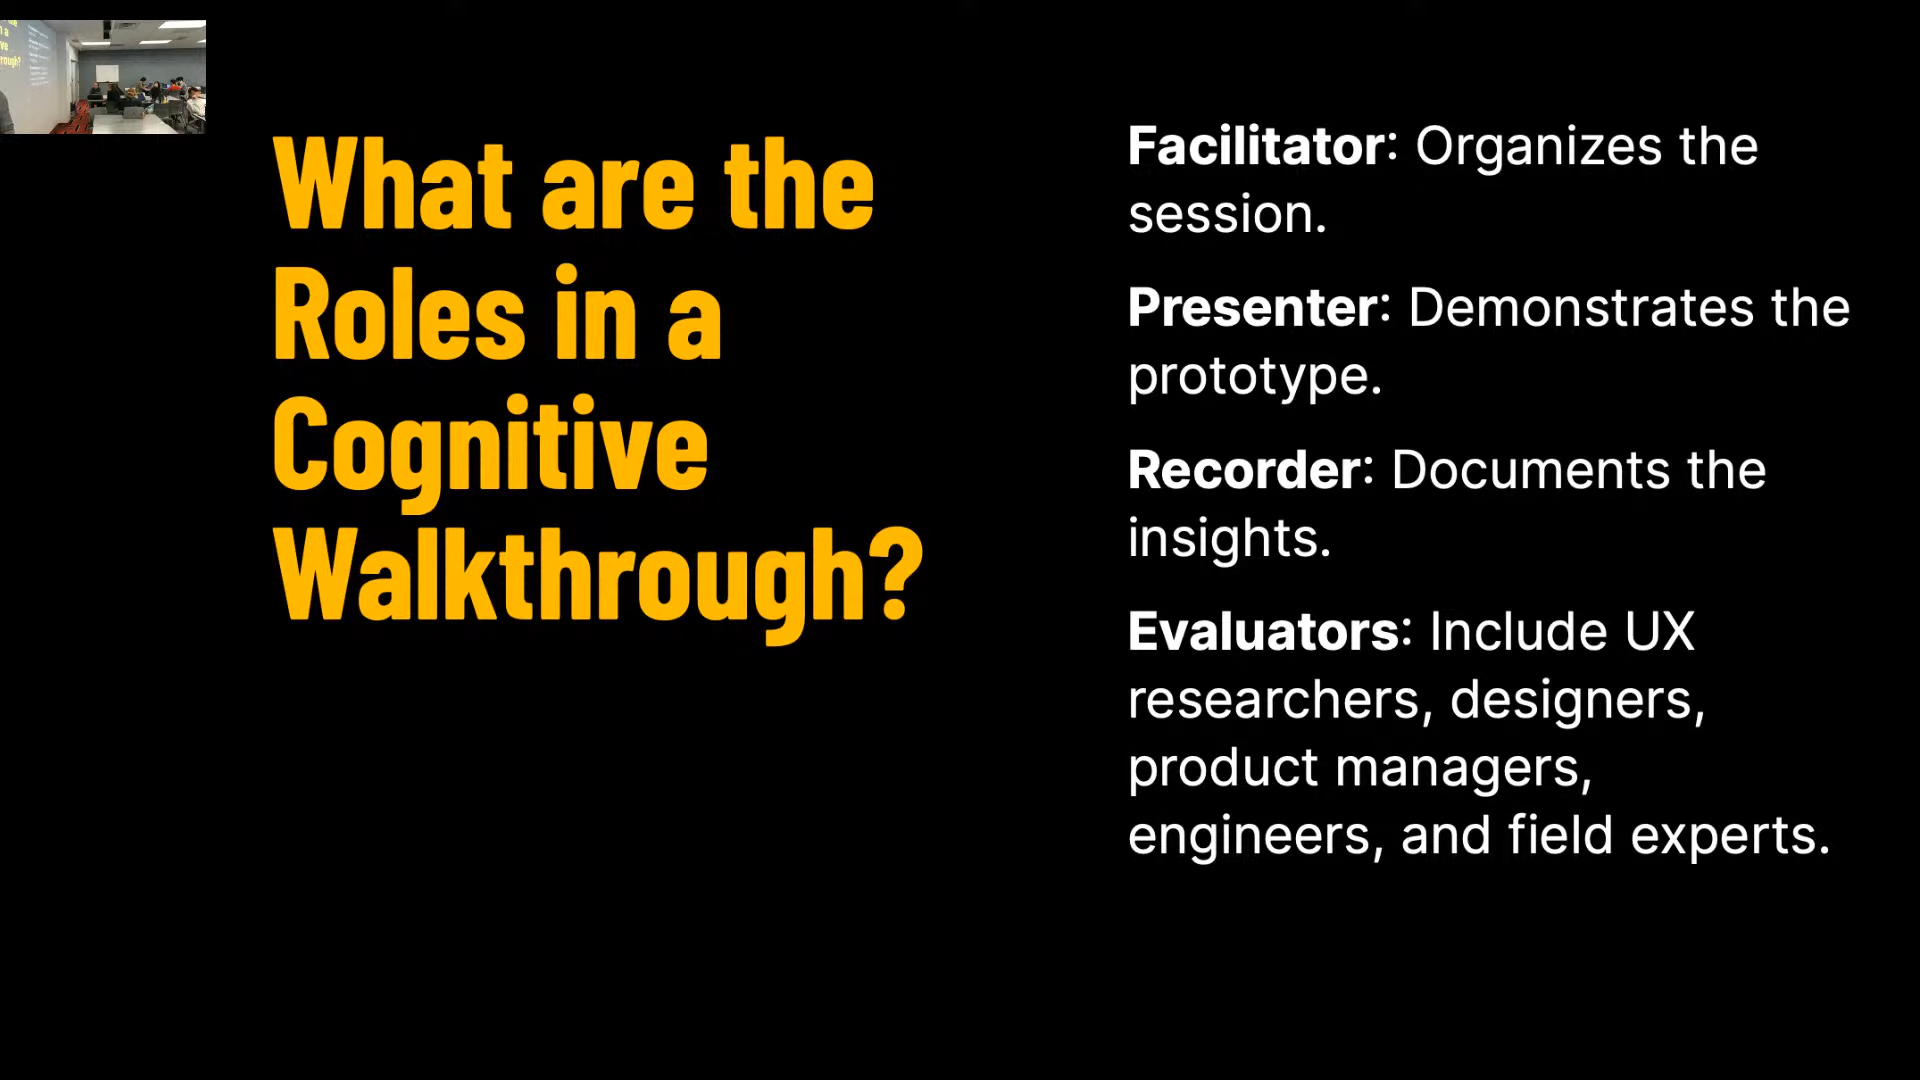 What are the
Roles in a
Cognitive
Walkthrough?
Facilitator: Organizes the
session.
Presenter: Demonstrates the
prototype.
Recorder: Documents the
insights.
Evaluators: Include UX
researchers, designers,
product managers,
engineers, and field experts.